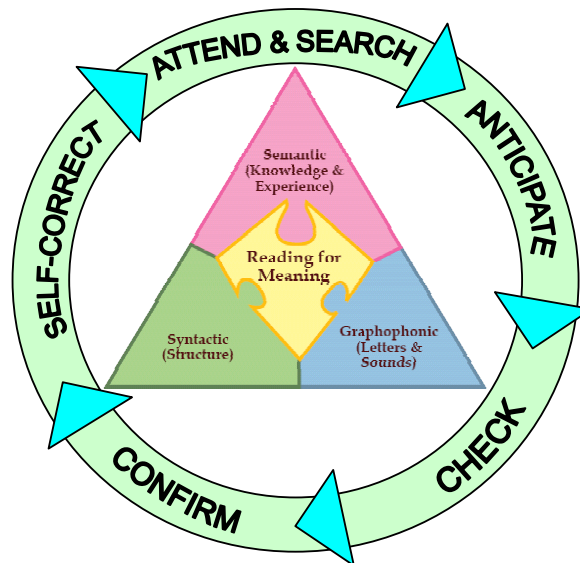 ATTEND & SEARCH
ANTICIPATE
CHECK
CONFIRM
SELF-CORRECT
Semantic
(Knowledge &
Experience)
Reading for
Meaning
Syntactic
(Structure)
Graphophonic
(Letters &
Sounds)